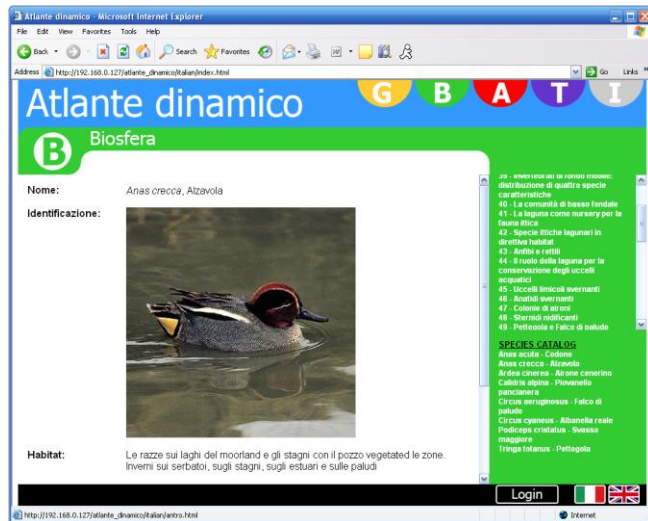 Atlante dinamico - Microsoft Internet Explorer
File Edit View Favorites Tools Help
Back Search Favorites
Address http://192.168.0.127/atlante_dinamico/italian/index.html Go Links
Atlante dinamico
G B A T I
B Biosfera
Nome: Anas crecca, Alzavola
Identificazione:
Habitat: Le razze sui laghi del moorland e gli stagni con il pozzo vegetated le zone.
Inverni sui serbatoi, sugli stagni, sugli estuari e sulle paludi
39 - Invertebrati di fondo mobile:
distribuzione di quattro specie
caratteristiche
40 - La comunità di basso fondale
41 - La laguna come nursery per la
fauna ittica
42 - Specie ittiche lagunari in
direttiva habitat
43 - Anfibi e rettili
44 - Il ruolo della laguna per la
conservazione degli uccelli
acquatici
45 - Uccelli limicoli svernanti
46 - Anatidi svernanti
47 - Colonie di aironi
48 - Sternidi nidificanti
49 - Pettegola e Falco di palude
SPECIES CATALOG
Anas acuta - Codone
Anas crecca - Alzavola
Ardea cinerea - Airone cenerino
Calidris alpina - Piovanello
pancianera
Circus aeruginosus - Falco di
palude
Circus cyaneus - Albanella reale
Podiceps cristatus - Svasso
maggiore
Tringa totanus - Pettegola
Login
http://192.168.0.127/atlante_dinamico/italian/antro.html Internet